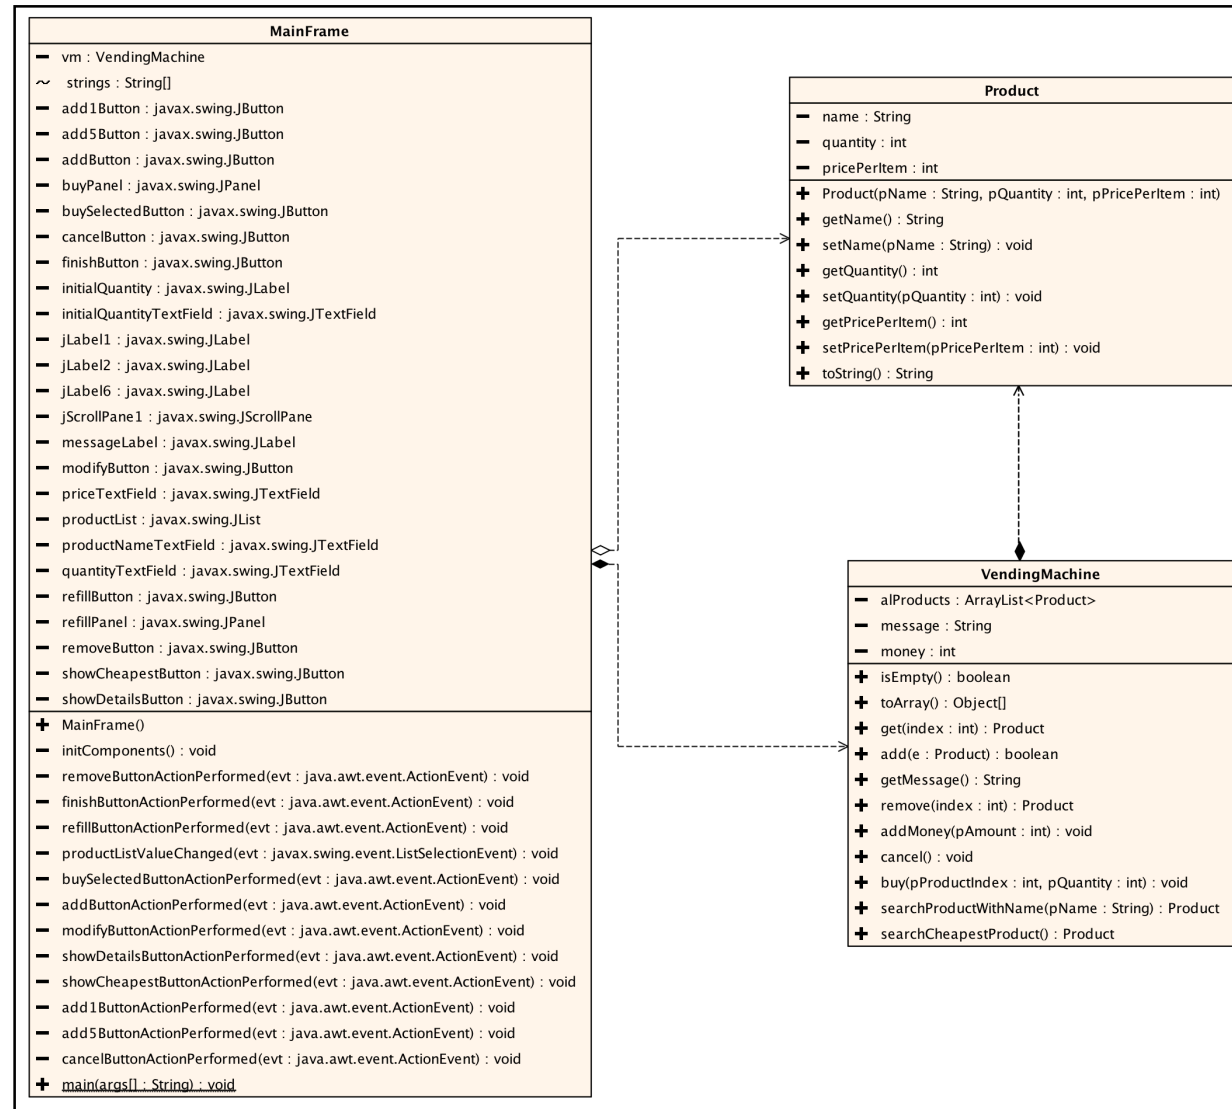 MainFrame
− vm : VendingMachine
~ strings : String[]
− add1Button : javax.swing.JButton
− add5Button : javax.swing.JButton
− addButton : javax.swing.JButton
− buyPanel : javax.swing.JPanel
− buySelectedButton : javax.swing.JButton
− cancelButton : javax.swing.JButton
− finishButton : javax.swing.JButton
− initialQuantity : javax.swing.JLabel
− initialQuantityTextField : javax.swing.JTextField
− jLabel1 : javax.swing.JLabel
− jLabel2 : javax.swing.JLabel
− jLabel6 : javax.swing.JLabel
− jScrollPane1 : javax.swing.JScrollPane
− messageLabel : javax.swing.JLabel
− modifyButton : javax.swing.JButton
− priceTextField : javax.swing.JTextField
− productList : javax.swing.JList
− productNameTextField : javax.swing.JTextField
− quantityTextField : javax.swing.JTextField
− refillButton : javax.swing.JButton
− refillPanel : javax.swing.JPanel
− removeButton : javax.swing.JButton
− showCheapestButton : javax.swing.JButton
− showDetailsButton : javax.swing.JButton
+ MainFrame()
− initComponents() : void
− removeButtonActionPerformed(evt : java.awt.event.ActionEvent) : void
− finishButtonActionPerformed(evt : java.awt.event.ActionEvent) : void
− refillButtonActionPerformed(evt : java.awt.event.ActionEvent) : void
− productListValueChanged(evt : javax.swing.event.ListSelectionEvent) : void
− buySelectedButtonActionPerformed(evt : java.awt.event.ActionEvent) : void
− addButtonActionPerformed(evt : java.awt.event.ActionEvent) : void
− modifyButtonActionPerformed(evt : java.awt.event.ActionEvent) : void
− showDetailsButtonActionPerformed(evt : java.awt.event.ActionEvent) : void
− showCheapestButtonActionPerformed(evt : java.awt.event.ActionEvent) : void
− add1ButtonActionPerformed(evt : java.awt.event.ActionEvent) : void
− add5ButtonActionPerformed(evt : java.awt.event.ActionEvent) : void
− cancelButtonActionPerformed(evt : java.awt.event.ActionEvent) : void
+ main(args[] : String) : void
Product
− name : String
− quantity : int
− pricePerItem : int
+ Product(pName : String, pQuantity : int, pPricePerItem : int)
+ getName() : String
+ setName(pName : String) : void
+ getQuantity() : int
+ setQuantity(pQuantity : int) : void
+ getPricePerItem() : int
+ setPricePerItem(pPricePerItem : int) : void
+ toString() : String
VendingMachine
− alProducts : ArrayList<Product>
− message : String
− money : int
+ isEmpty() : boolean
+ toArray() : Object[]
+ get(index : int) : Product
+ add(e : Product) : boolean
+ getMessage() : String
+ remove(index : int) : Product
+ addMoney(pAmount : int) : void
+ cancel() : void
+ buy(pProductIndex : int, pQuantity : int) : void
+ searchProductWithName(pName : String) : Product
+ searchCheapestProduct() : Product